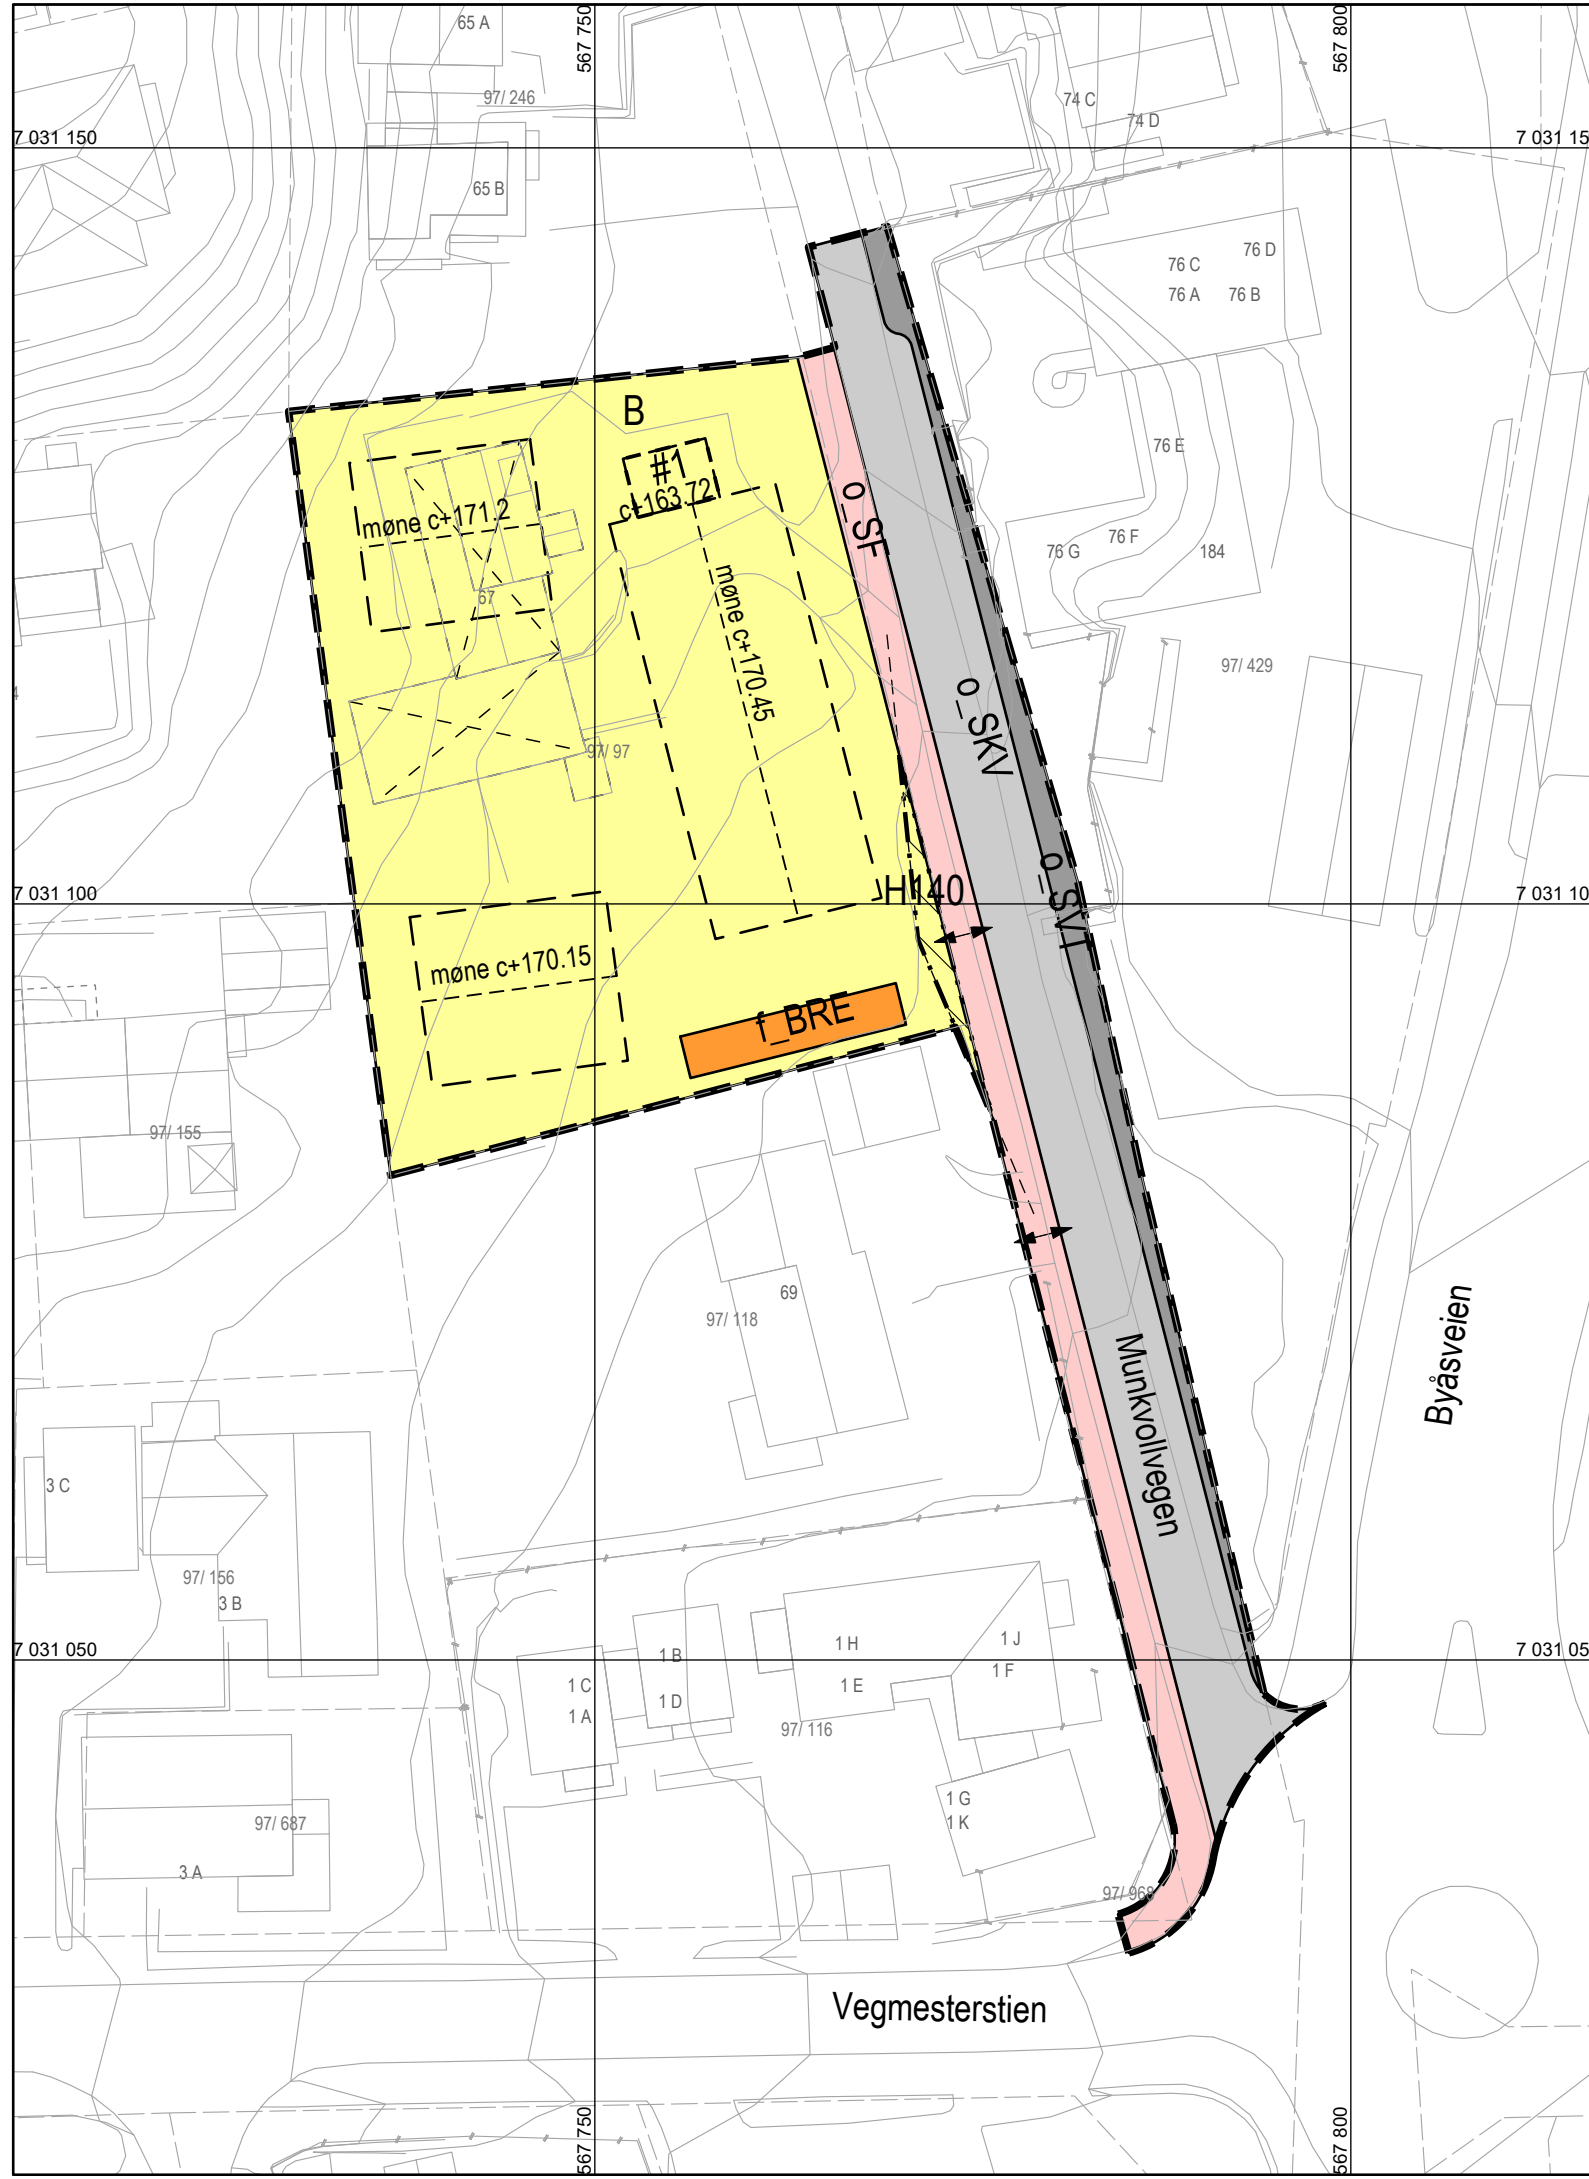 65 A
567 750
567 800
97/ 246
74 C
74 D
7 031 150
7 031 15
65 B
76 D
76 C
76 A
76 B
B
#1
c+163.72
møne c+171.2
76 E
o_SF
76 F
76 G
184
67
møne c+170.45
97/ 429
o_SKV
97/ 97
7 031 100
H140
o_SVT
7 031 10
møne c+170.15
f_BRE
97/ 155
69
97/ 118
Byåsveien
Munkvollvegen
3 C
97/ 156
3 B
7 031 050
1 B
1 H
1 J
7 031 05
1 C
1 D
1 E
1 F
1 A
97/ 116
1 G
1 K
97/ 687
3 A
97/ 968
Vegmesterstien
567 750
567 800